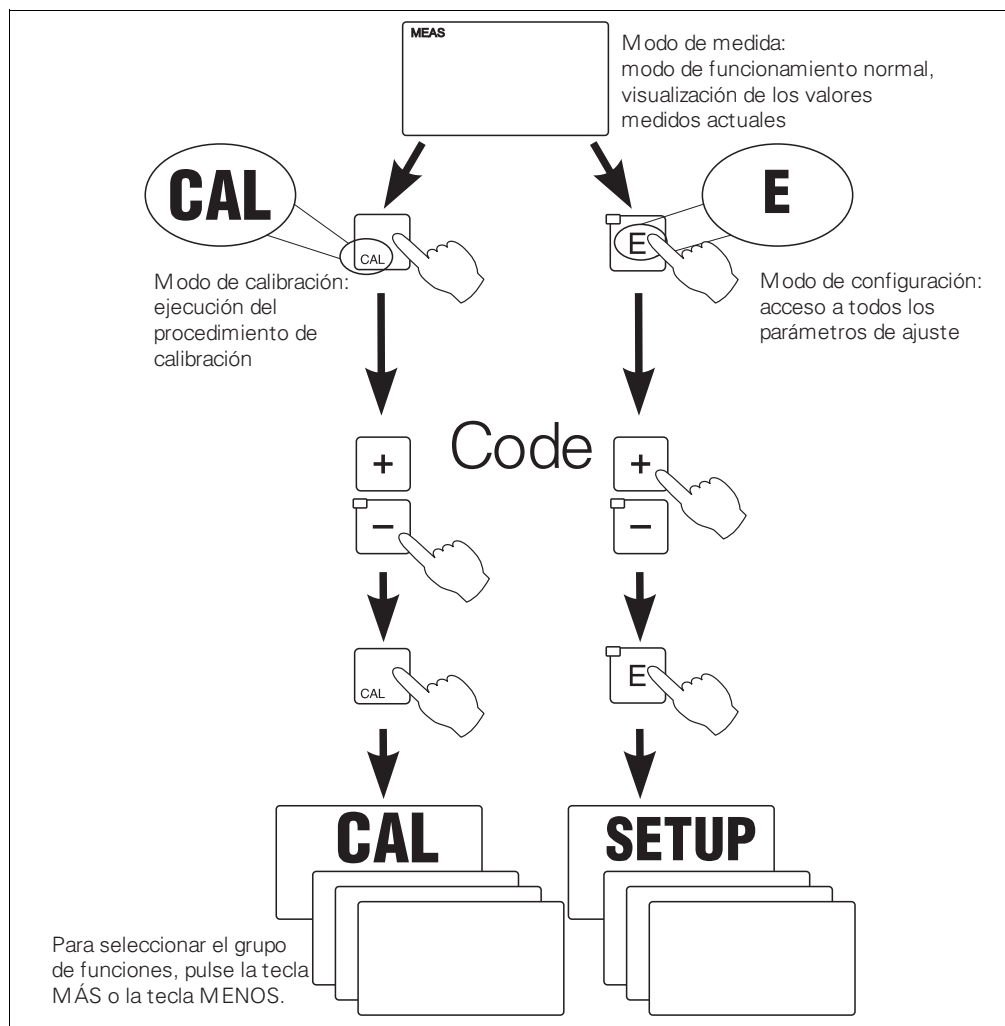 MEAS
Modo de medida:
modo de funcionamiento normal,
visualización de los valores
medidos actuales
CAL
E
CAL
E
Modo de calibración:
ejecución del
procedimiento de
calibración
Modo de configuración:
acceso a todos los
parámetros de ajuste
Code
+
+
−
−
CAL
E
CAL
SETUP
Para seleccionar el grupo
de funciones, pulse la tecla
MÁS o la tecla MENOS.